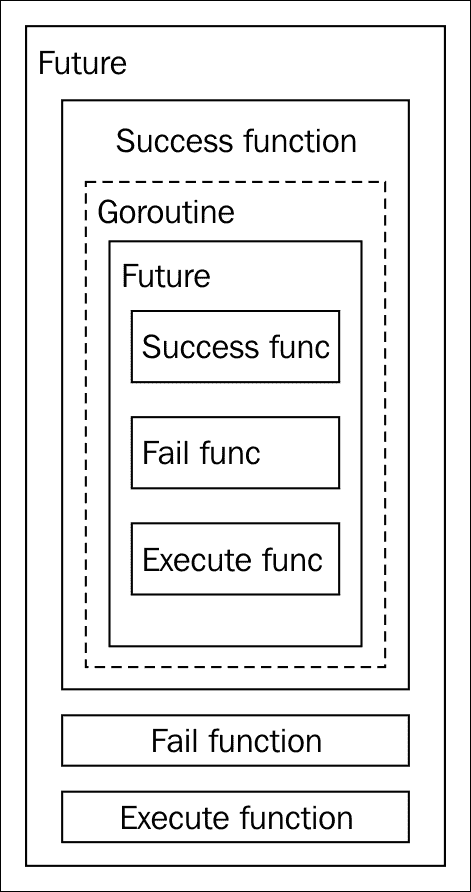 Future
Success function
Goroutine
Future
Success func
Fail func
Execute func
Fail function
Execute function